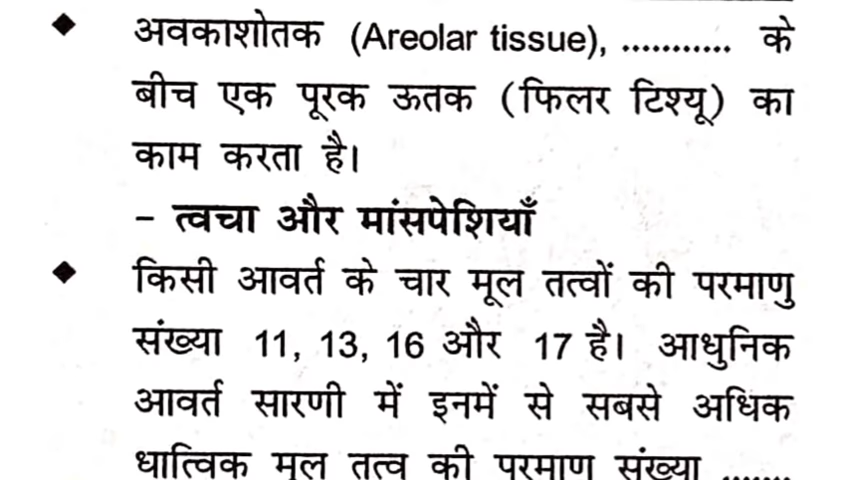 ◆ अवकाशोतक (Areolar tissue), ........... के
बीच एक पूरक ऊतक (फिलर टिश्यू) का
काम करता है।
– त्वचा और मांसपेशियाँ
◆ किसी आवर्त के चार मूल तत्वों की परमाणु
संख्या 11, 13, 16 और 17 है। आधुनिक
आवर्त सारणी में इनमें से सबसे अधिक
धात्विक मूल तत्व की परमाणु संख्या .......